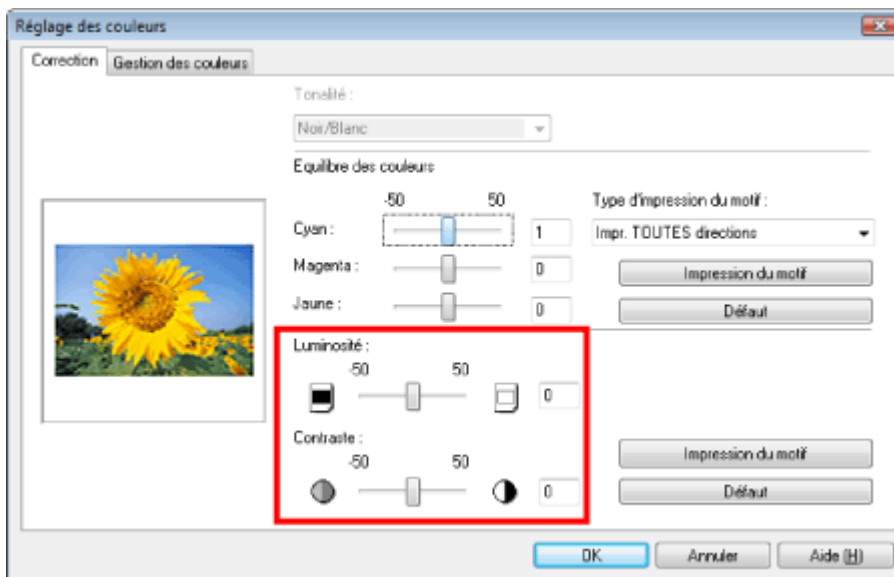 Réglage des couleurs
Correction
Gestion des couleurs
Tonalité :
Noir/Blanc
Equilibre des couleurs
-50 50
Type d'impression du motif :
Cyan : 1
Impr. TOUTES directions
Magenta : 0
Impression du motif
Jaune : 0
Défaut
Luminosité :
-50 50
0
Contraste :
-50 50
Impression du motif
0
Défaut
OK
Annuler
Aide (H)